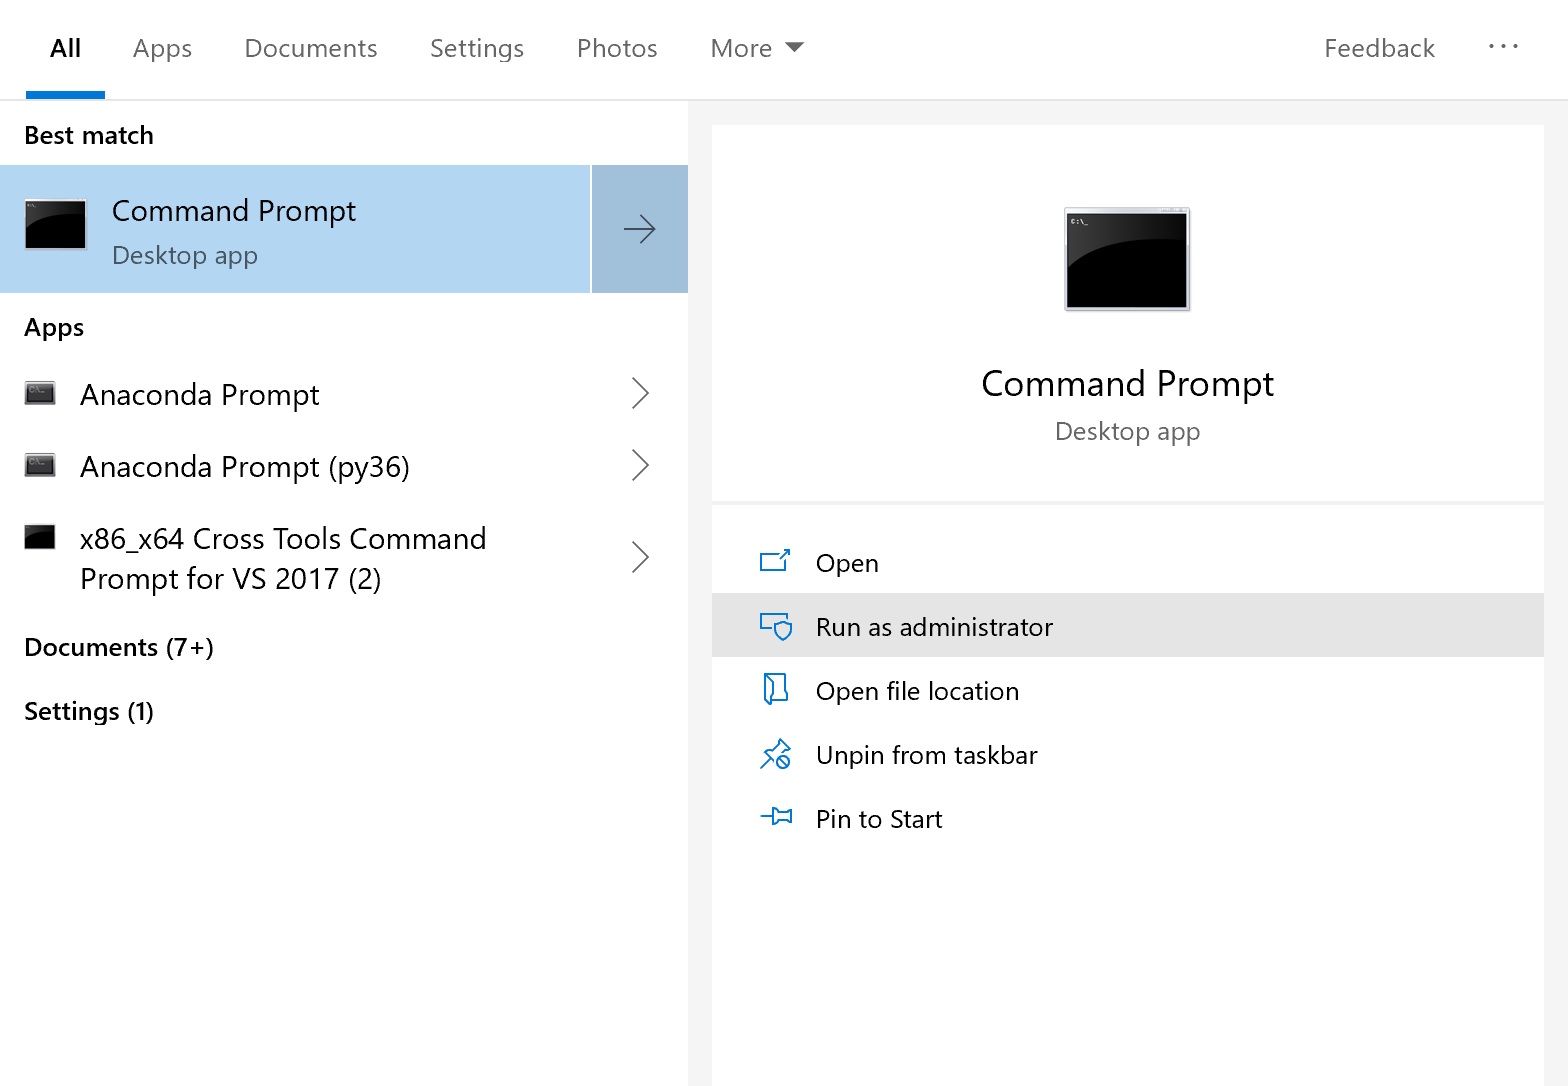 All Apps Documents Settings Photos More Feedback ...
Best match
Command Prompt
Desktop app
Apps
Anaconda Prompt
Anaconda Prompt (py36)
x86_x64 Cross Tools Command
Prompt for VS 2017 (2)
Documents (7+)
Settings (1)
C:\_
Command Prompt
Desktop app
Open
Run as administrator
Open file location
Unpin from taskbar
Pin to Start